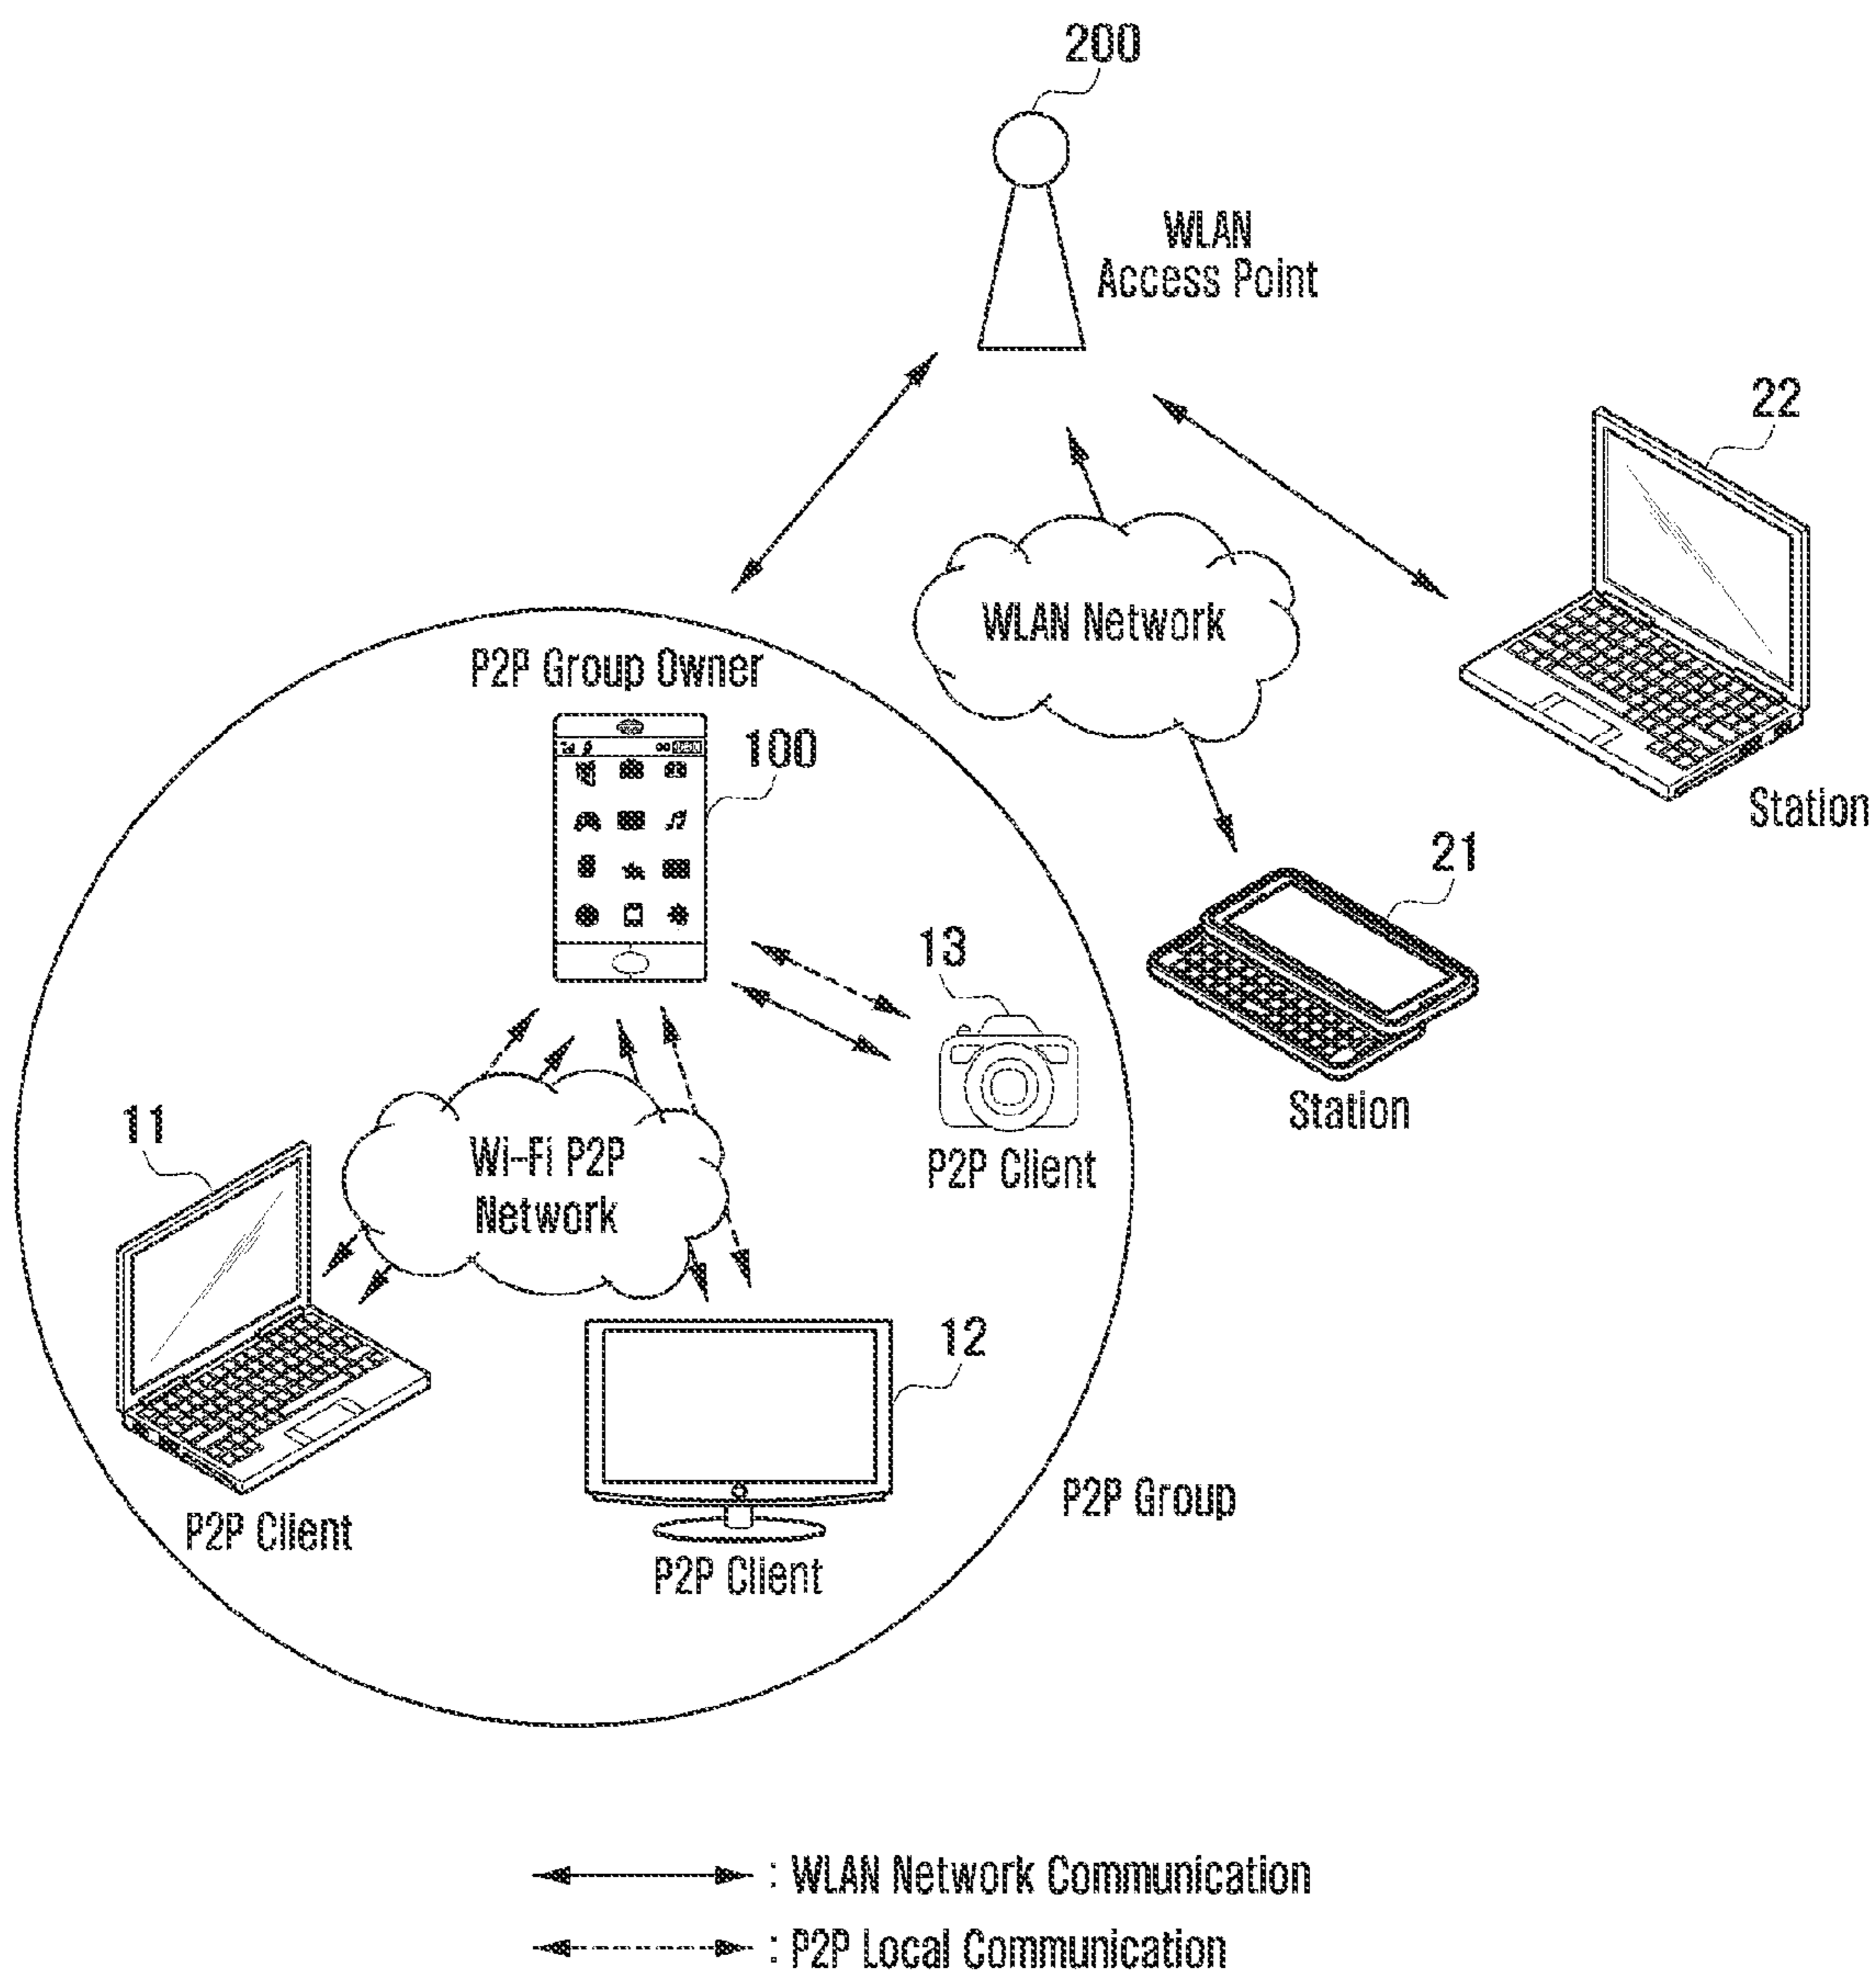 200
WLAN
Access Point
22
WLAN Network
P2P Group Owner
100
Station
21
13
Station
11
Wi-Fi P2P
Network
P2P Client
12
P2P Group
P2P Client
P2P Client
: WLAN Network Communication
: P2P Local Communication